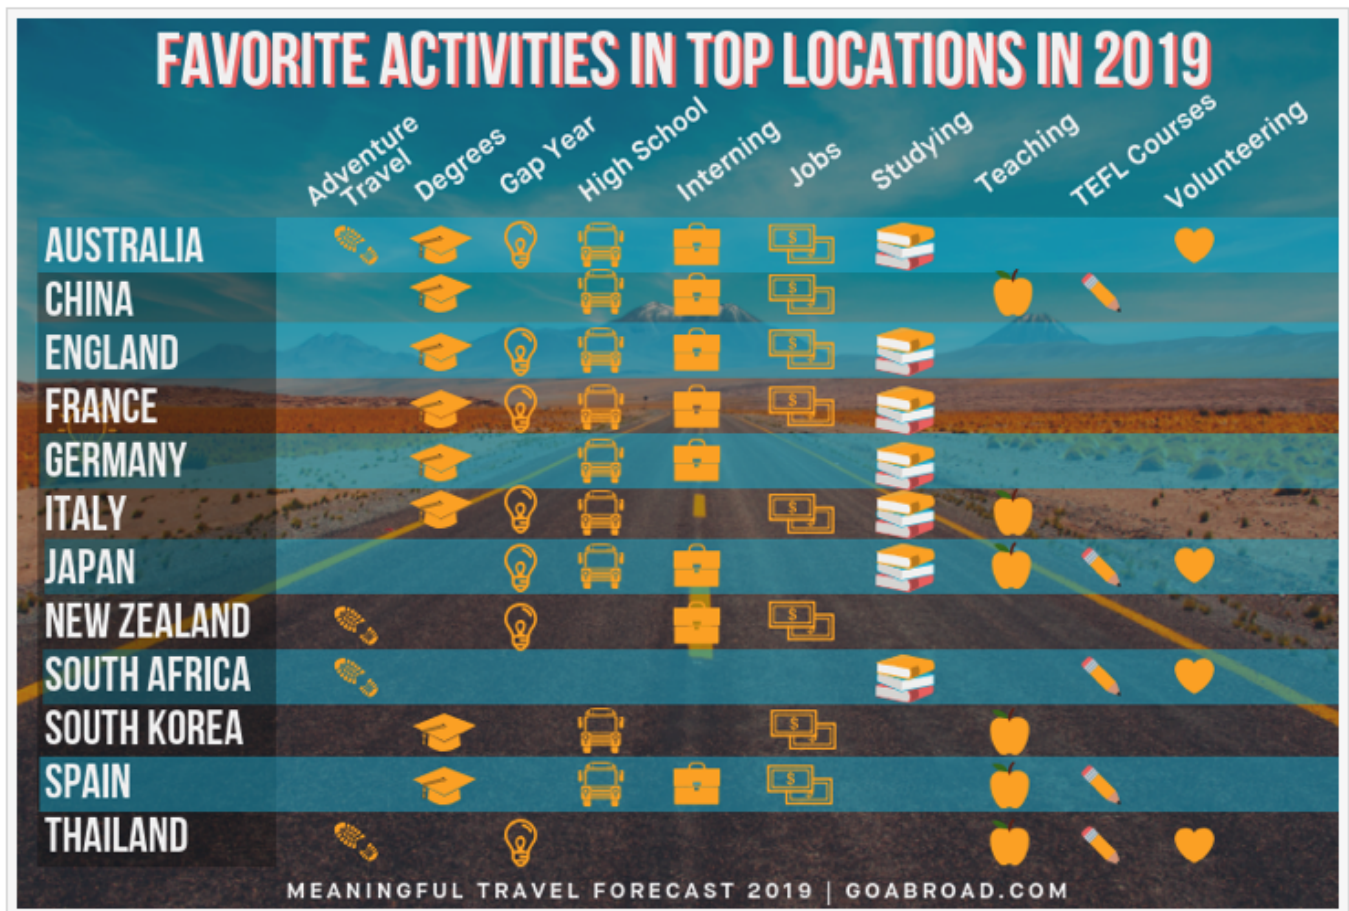 FAVORITE ACTIVITIES IN TOP LOCATIONS IN 2019
Adventure
Travel
Degrees
Gap Year
High School
Interning
Jobs
Studying
Teaching
TEFL Courses
Volunteering
AUSTRALIA
CHINA
ENGLAND
FRANCE
GERMANY
ITALY
JAPAN
NEW ZEALAND
SOUTH AFRICA
SOUTH KOREA
SPAIN
THAILAND
MEANINGFUL TRAVEL FORECAST 2019 | GOABROAD.COM